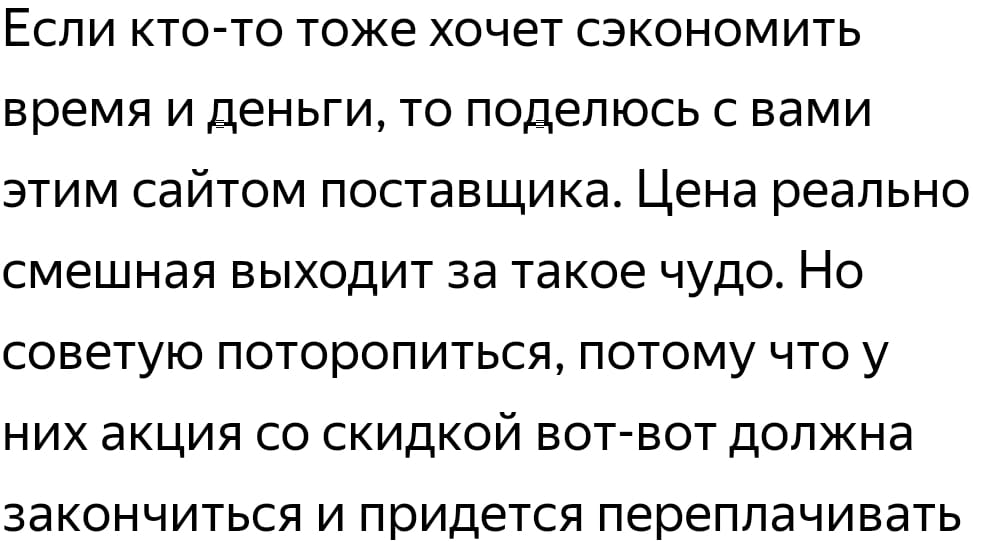 Если кто-то тоже хочет сэкономить
время и деньги, то поделюсь с вами
этим сайтом поставщика. Цена реально
смешная выходит за такое чудо. Но
советую поторопиться, потому что у
них акция со скидкой вот-вот должна
закончиться и придется переплачивать